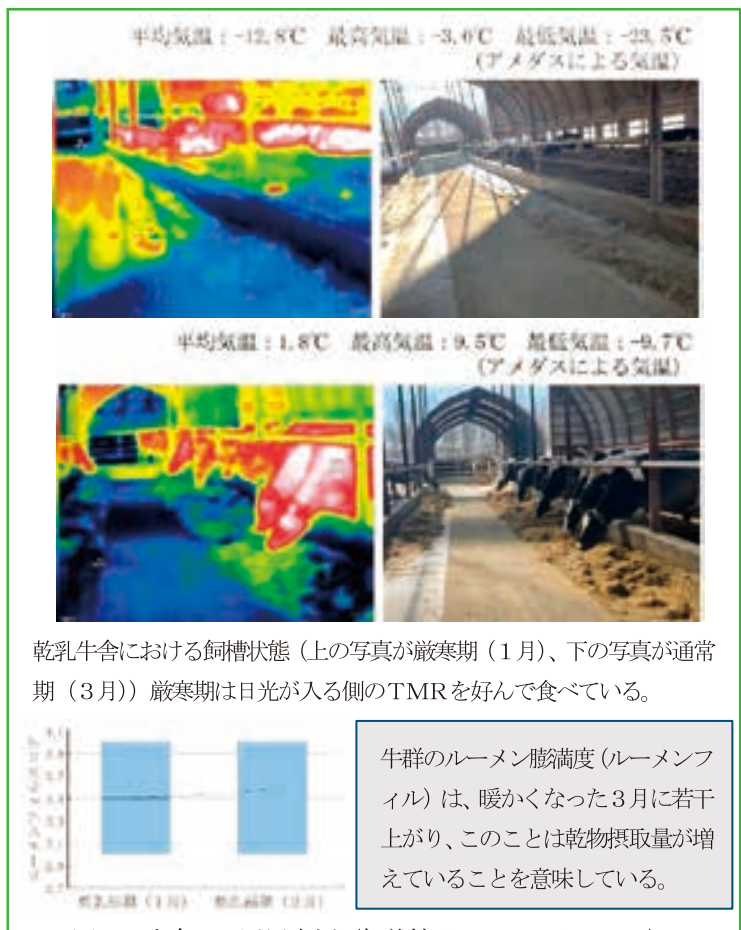 平均気温：-12.8℃　最高気温：-3.0℃　最低気温：-23.5℃
(アメダスによる気温)
平均気温：1.8℃　最高気温：9.5℃　最低気温：-9.7℃
(アメダスによる気温)
乾乳牛舎における飼槽状態（上の写真が厳寒期（１月）、下の写真が通常
期（３月））厳寒期は日光が入る側のＴＭＲを好んで食べている。
牛群のルーメン膨満度（ルーメンフ
ィル）は、暖かくなった３月に若干
上がり、このことは乾物摂取量が増
えていることを意味している。